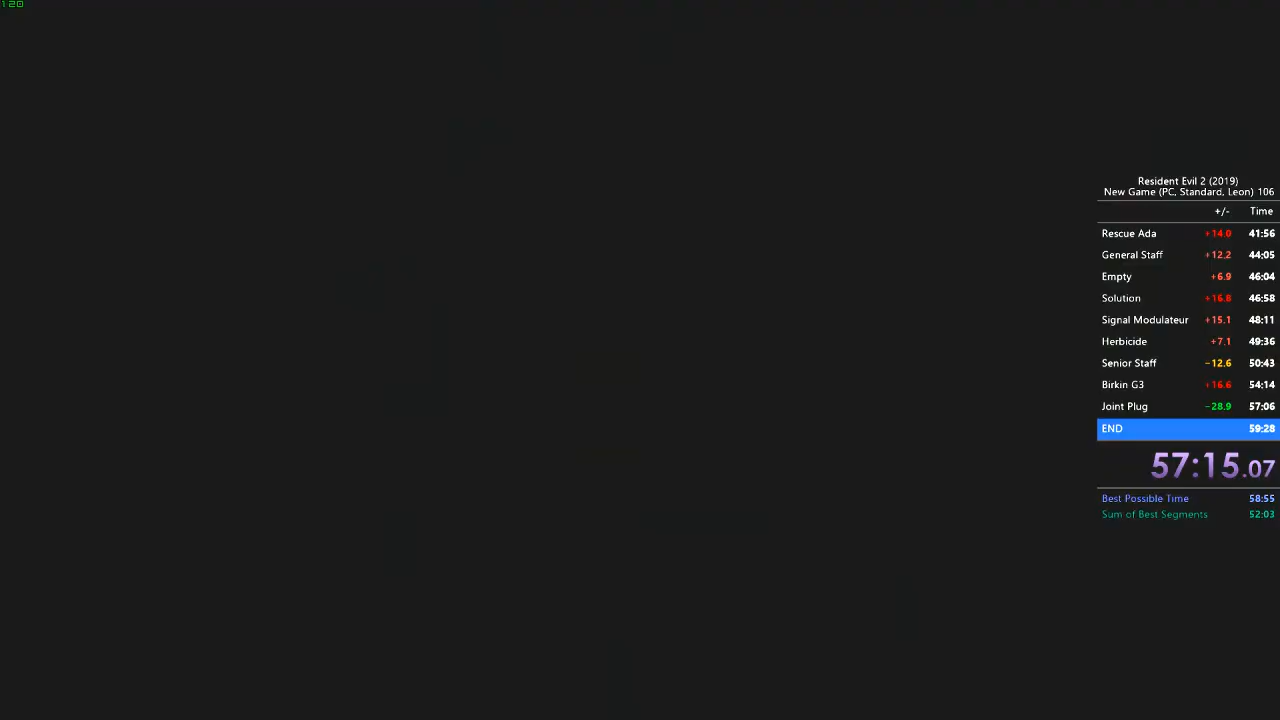 120
Resident Evil 2 (2019)
New Game (PC, Standard, Leon) 106
+/- Time
Rescue Ada +14.0 41:56
General Staff +12.2 44:05
Empty +6.9 46:04
Solution +16.8 46:58
Signal Modulateur +15.1 48:11
Herbicide +7.1 49:36
Senior Staff −12.6 50:43
Birkin G3 +16.6 54:14
Joint Plug −28.9 57:06
END 59:28
57:15.07
Best Possible Time 58:55
Sum of Best Segments 52:03